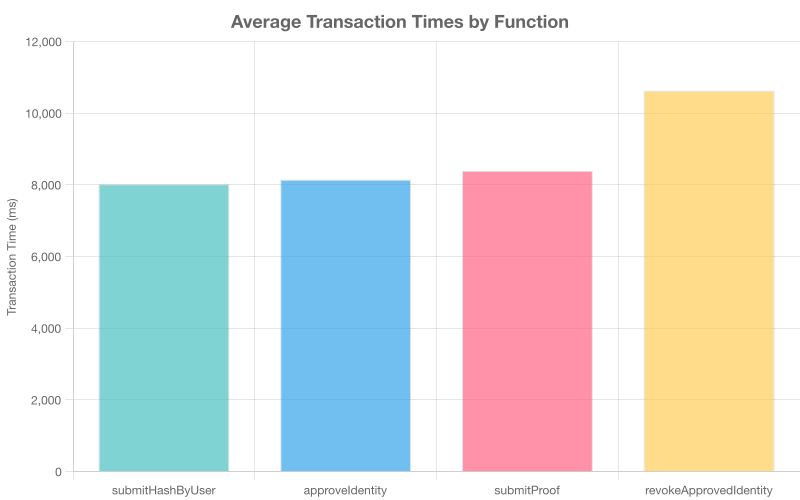 Average Transaction Times by Function
Transaction Time (ms)
12,000
10,000
8,000
6,000
4,000
2,000
0
submitHashByUser
approveIdentity
submitProof
revokeApprovedIdentity